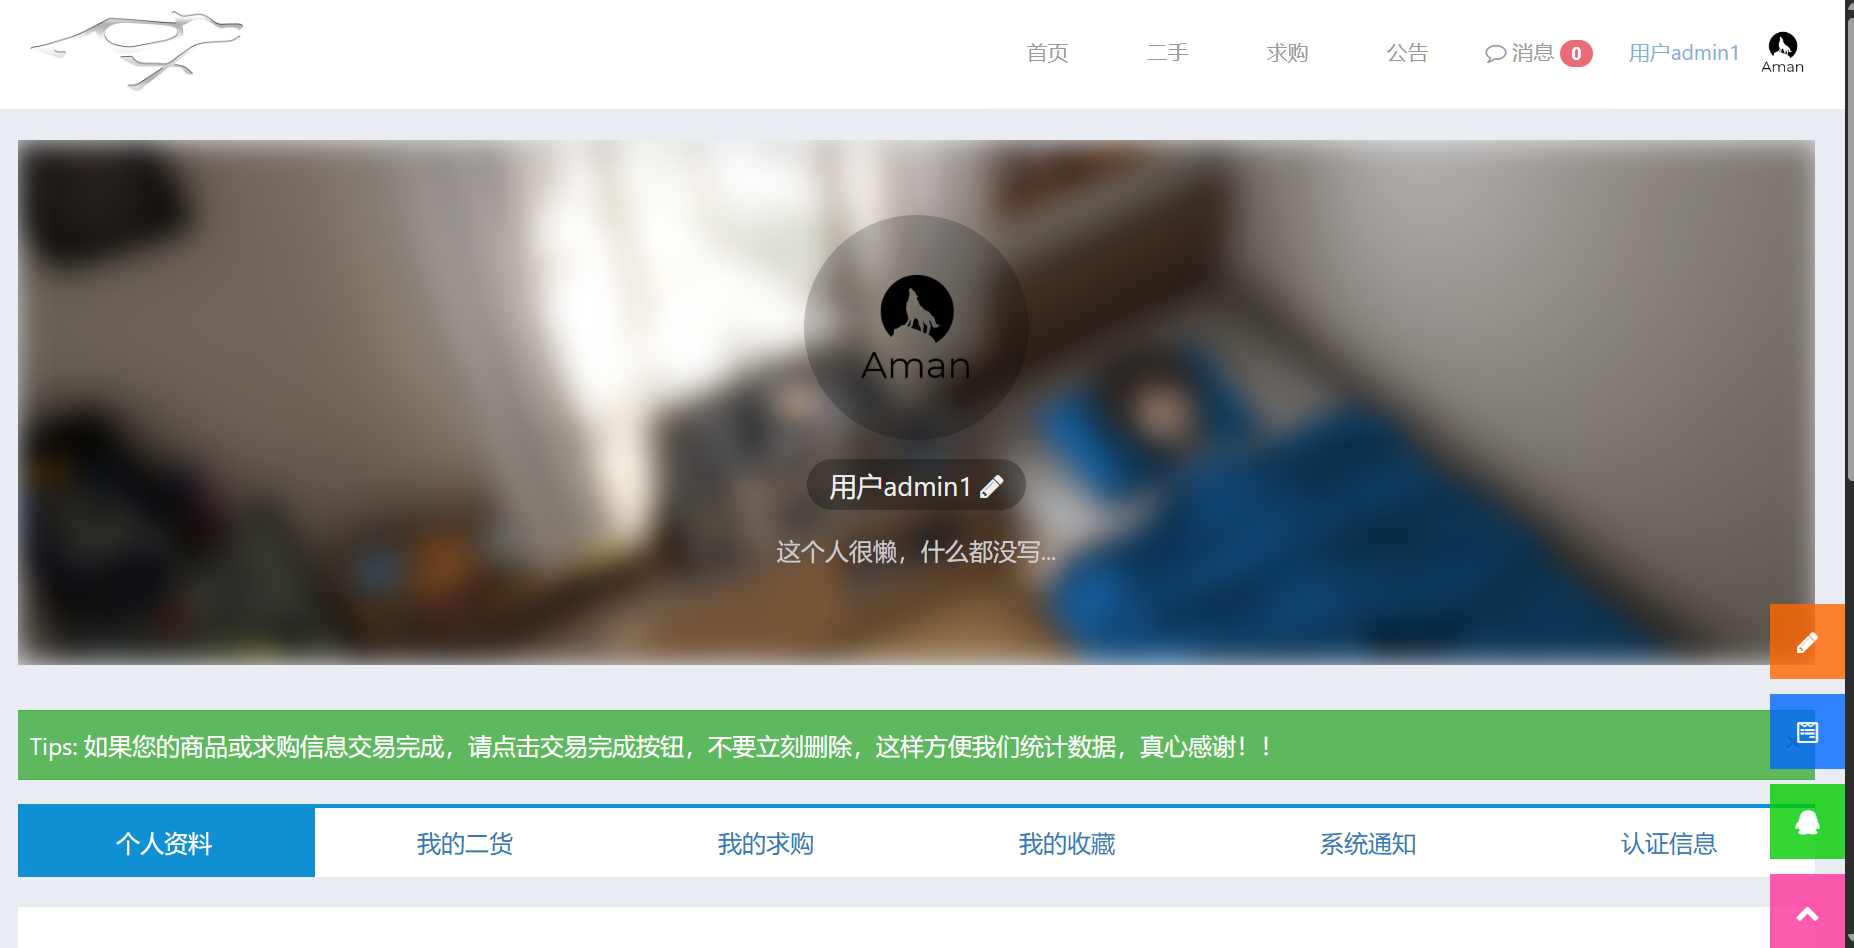 首页 二手 求购 公告 消息 0 用户admin1 Aman
Aman
用户admin1
这个人很懒，什么都没写...
Tips: 如果您的商品或求购信息交易完成，请点击交易完成按钮，不要立刻删除，这样方便我们统计数据，真心感谢！！
个人资料 我的二货 我的求购 我的收藏 系统通知 认证信息